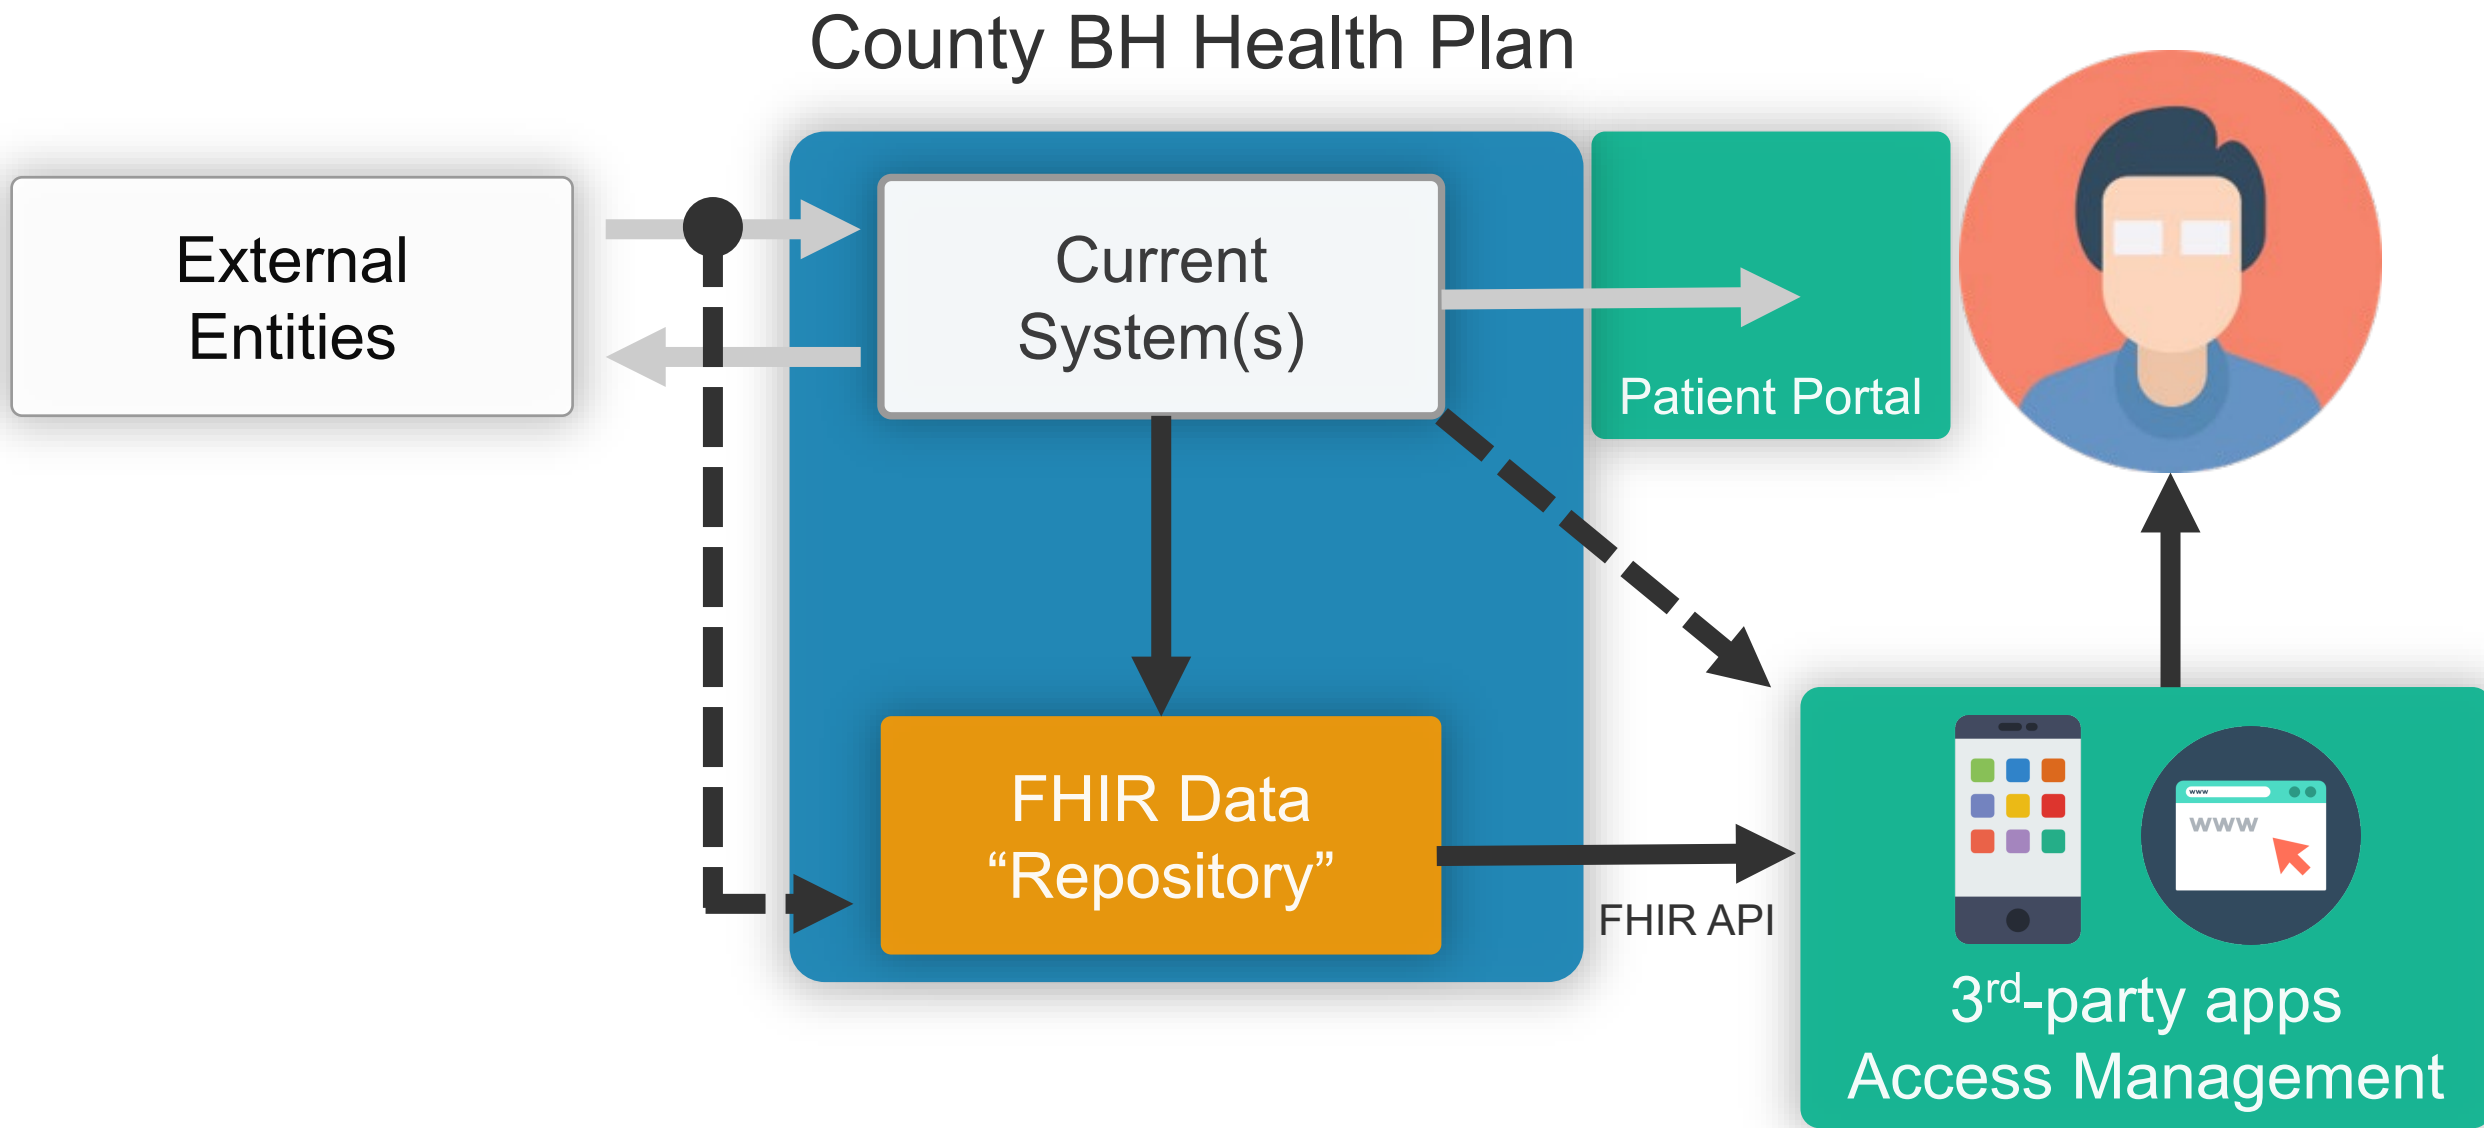 County BH Health Plan
External
Entities
Current
System(s)
Patient Portal
FHIR Data
“Repository”
FHIR API
www
www
3rd-party apps
Access Management